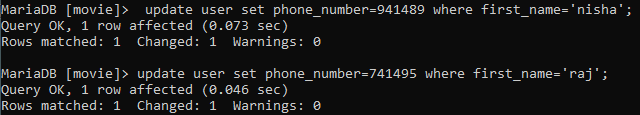 MariaDB [movie]>  update user set phone_number=941489 where first_name='nisha';
Query OK, 1 row affected (0.073 sec)
Rows matched: 1  Changed: 1  Warnings: 0

MariaDB [movie]> update user set phone_number=741495 where first_name='raj';
Query OK, 1 row affected (0.046 sec)
Rows matched: 1  Changed: 1  Warnings: 0